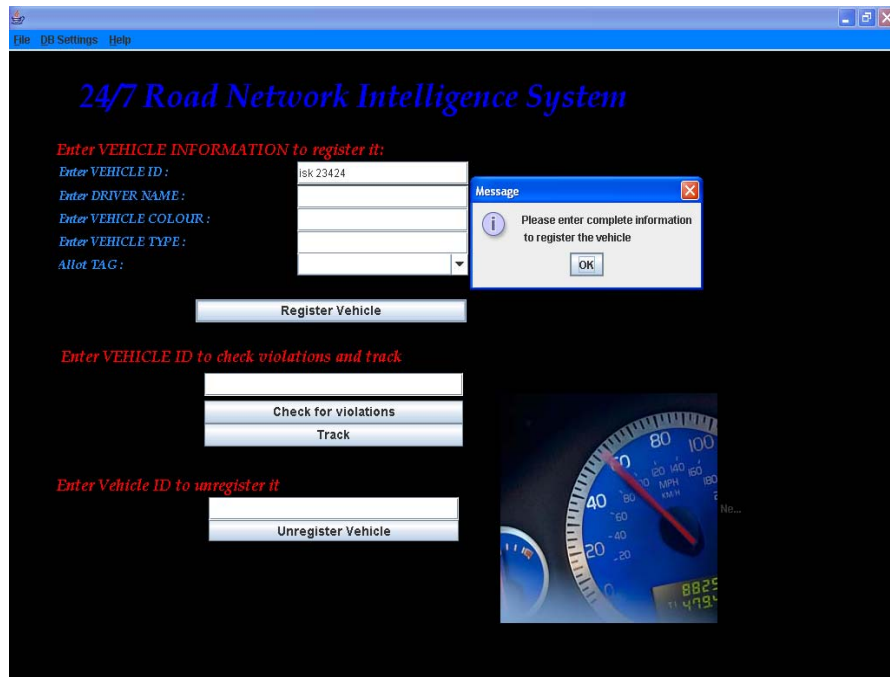 File DB Settings Help
24/7 Road Network Intelligence System
Enter VEHICLE INFORMATION to register it:
Enter VEHICLE ID :
isk 23424
Enter DRIVER NAME :
Enter VEHICLE COLOUR :
Enter VEHICLE TYPE :
Allot TAG :
Message
Please enter complete information
to register the vehicle
OK
Register Vehicle
Enter VEHICLE ID to check violations and track
Check for violations
Track
Enter Vehicle ID to unregister it
Unregister Vehicle
80
100
120 140 160
MPH
KM/H
180
40
80
60
40
20
20
Ne...